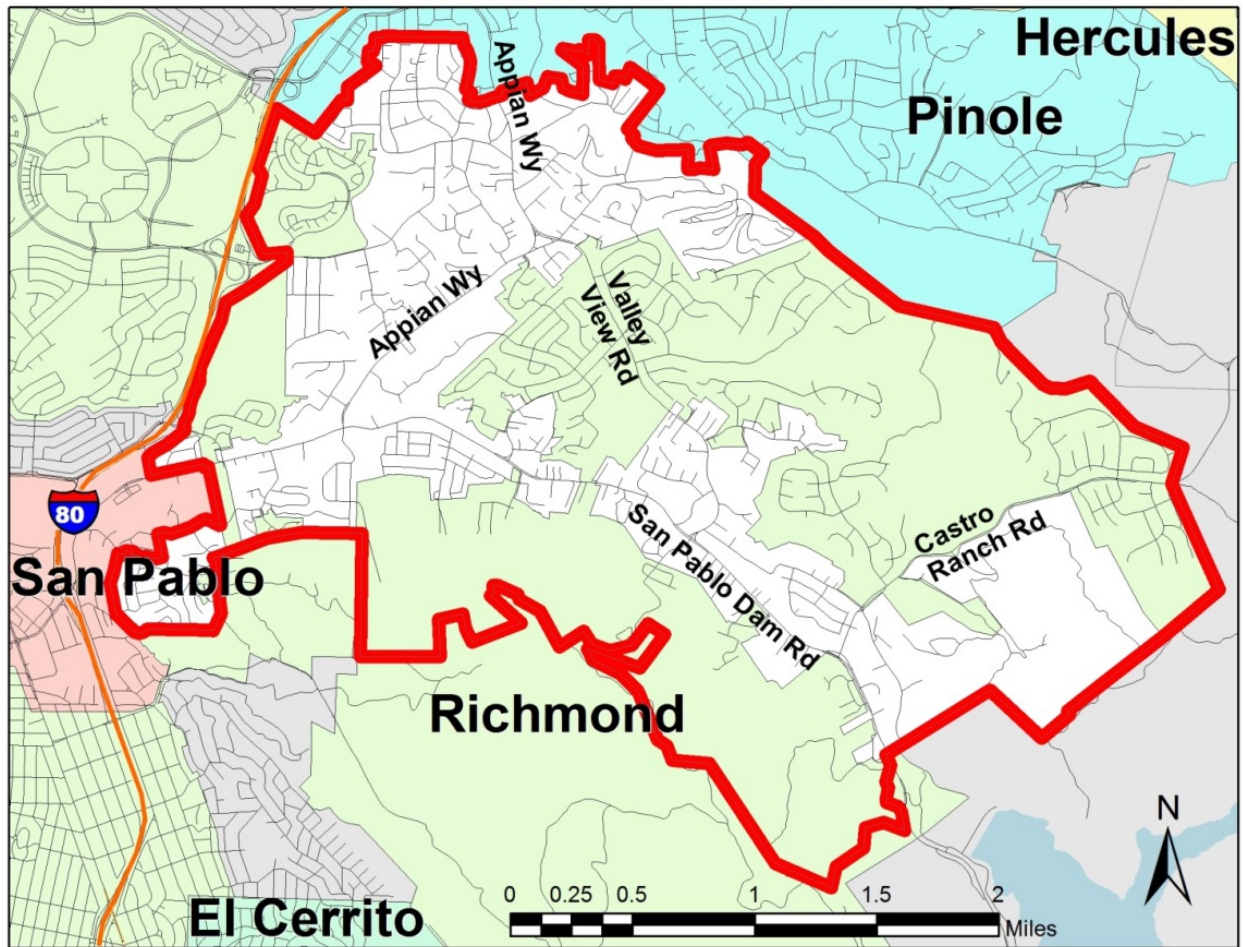 Hercules
Pinole
Appian Wy
Appian Wy
Valley
View Rd
80
San Pablo
Castro
Ranch Rd
San Pablo Dam Rd
Richmond
N
El Cerrito
0 0.25 0.5 1 1.5 2
Miles